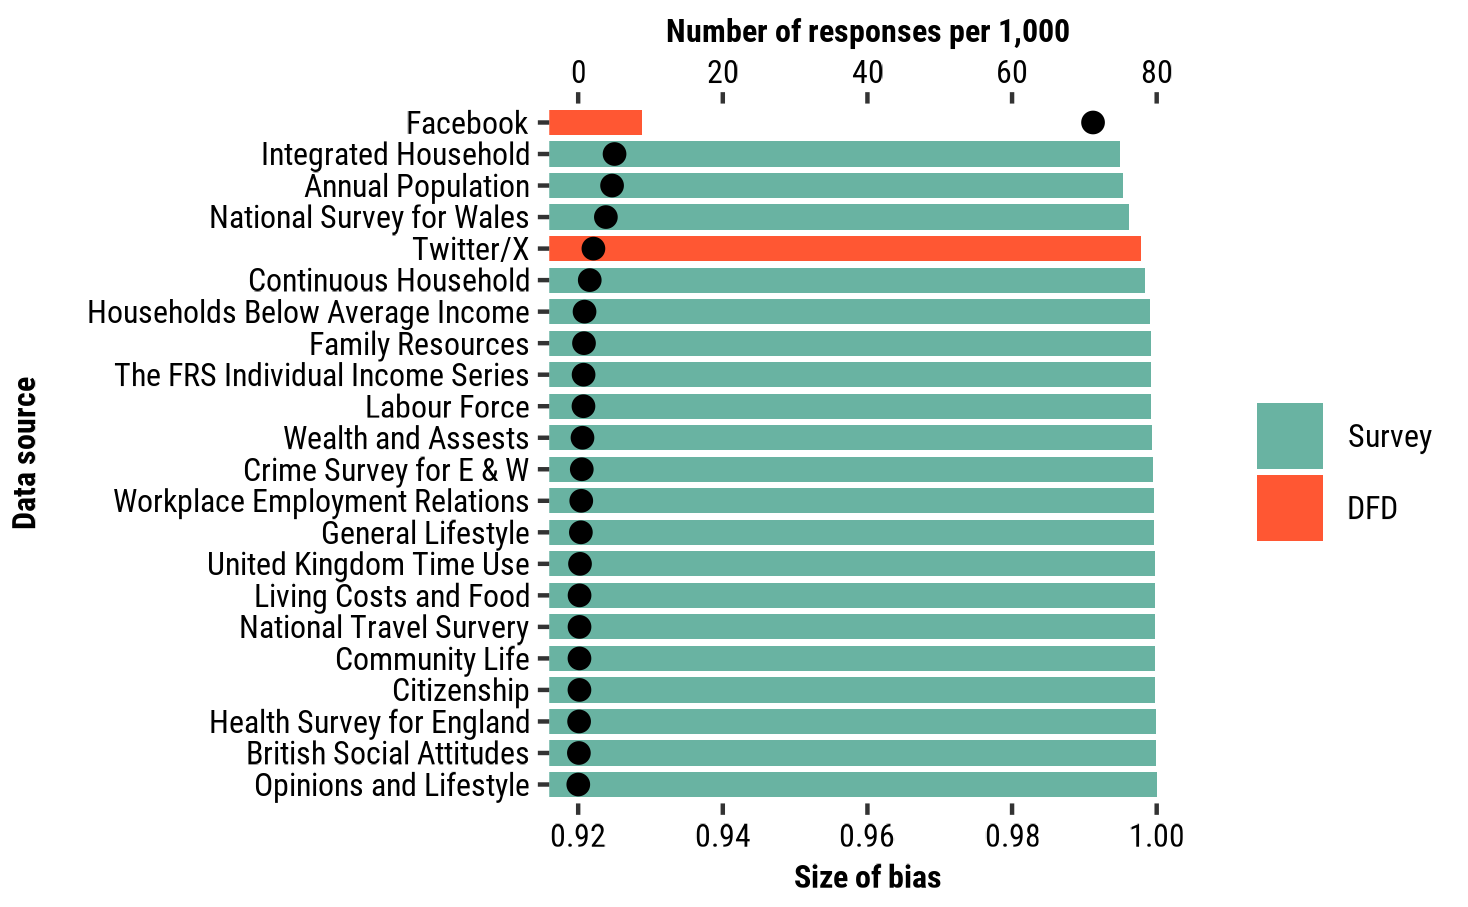 Number of responses per 1,000
0 20 40 60 80
Facebook
Integrated Household
Annual Population
National Survey for Wales
Twitter/X
Continuous Household
Households Below Average Income
Family Resources
The FRS Individual Income Series
Labour Force
Wealth and Assests
Crime Survey for E & W
Workplace Employment Relations
General Lifestyle
United Kingdom Time Use
Living Costs and Food
National Travel Survery
Community Life
Citizenship
Health Survey for England
British Social Attitudes
Opinions and Lifestyle
Data source
0.92 0.94 0.96 0.98 1.00
Size of bias
Survey
DFD